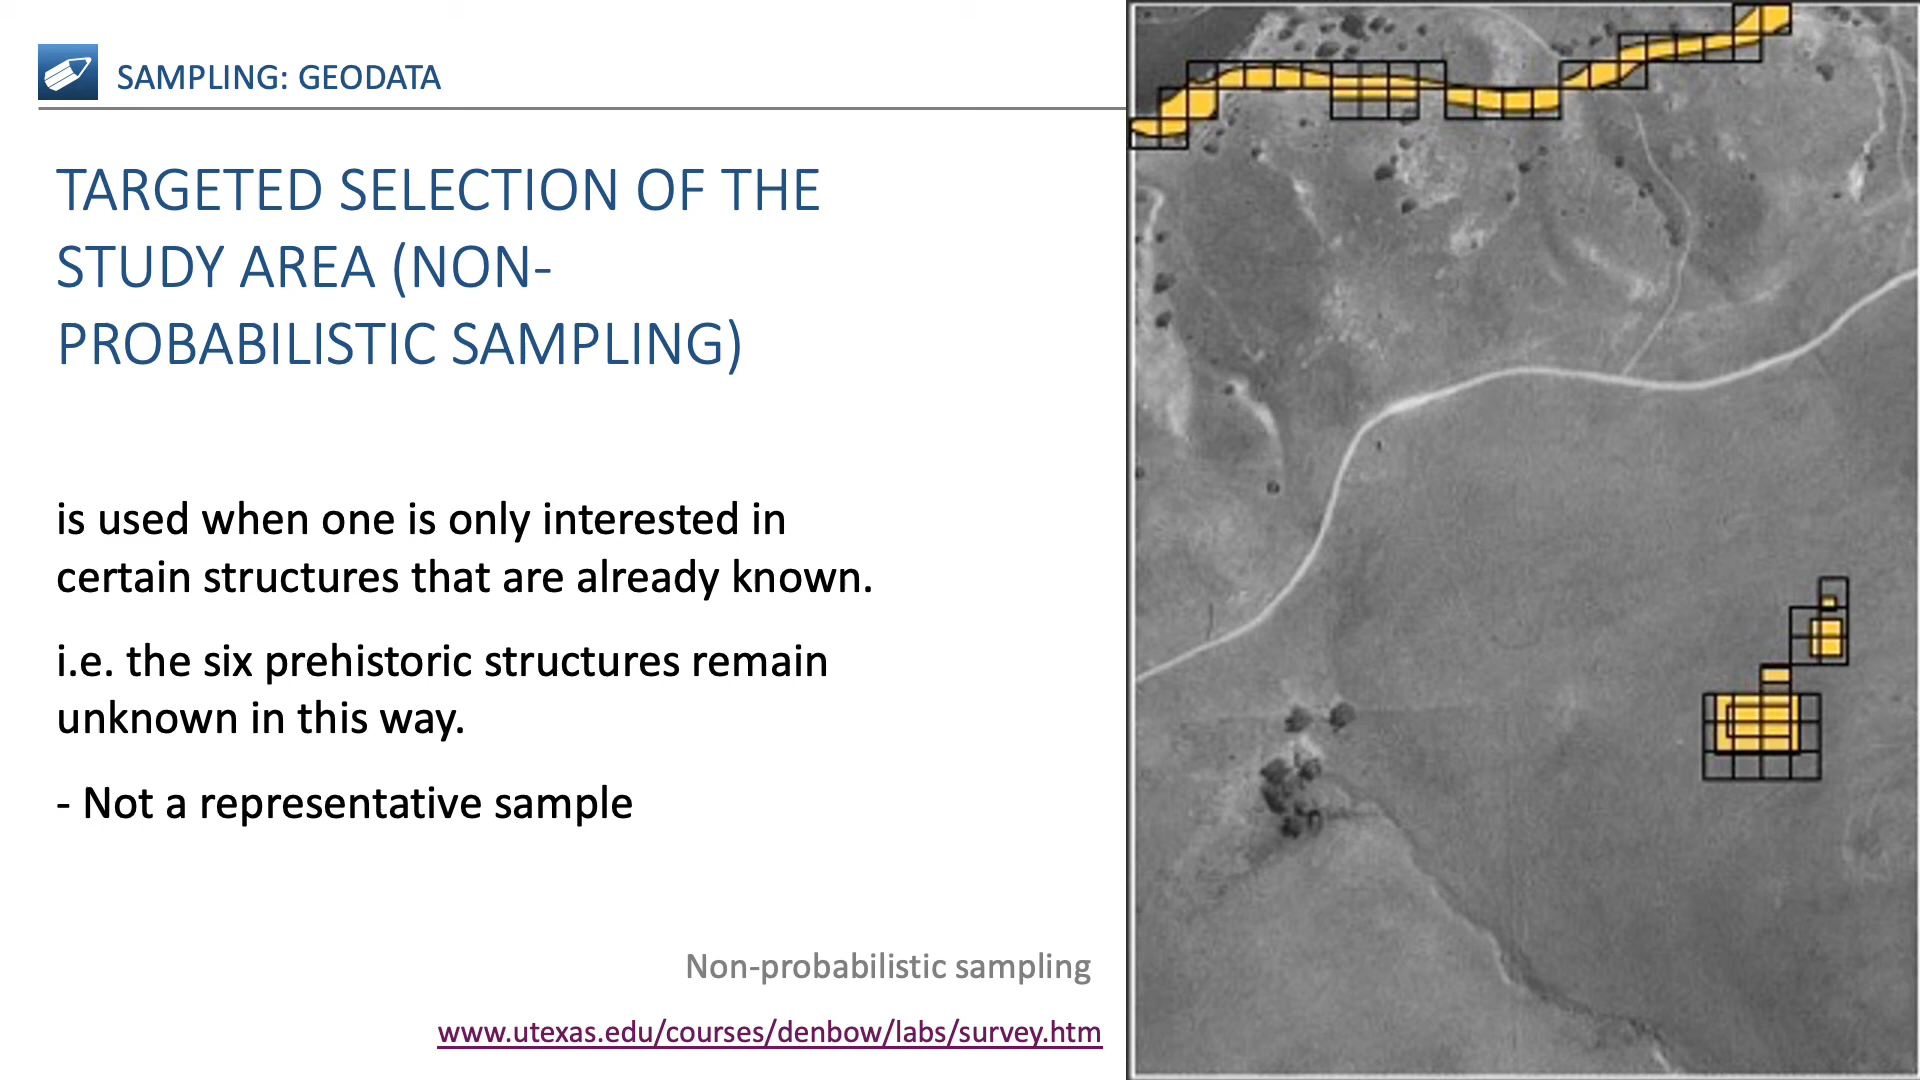 SAMPLING: GEODATA
TARGETED SELECTION OF THE
STUDY AREA (NON-
PROBABILISTIC SAMPLING)
is used when one is only interested in
certain structures that are already known.
i.e. the six prehistoric structures remain
unknown in this way.
- Not a representative sample
Non-probabilistic sampling
www.utexas.edu/courses/denbow/labs/survey.htm